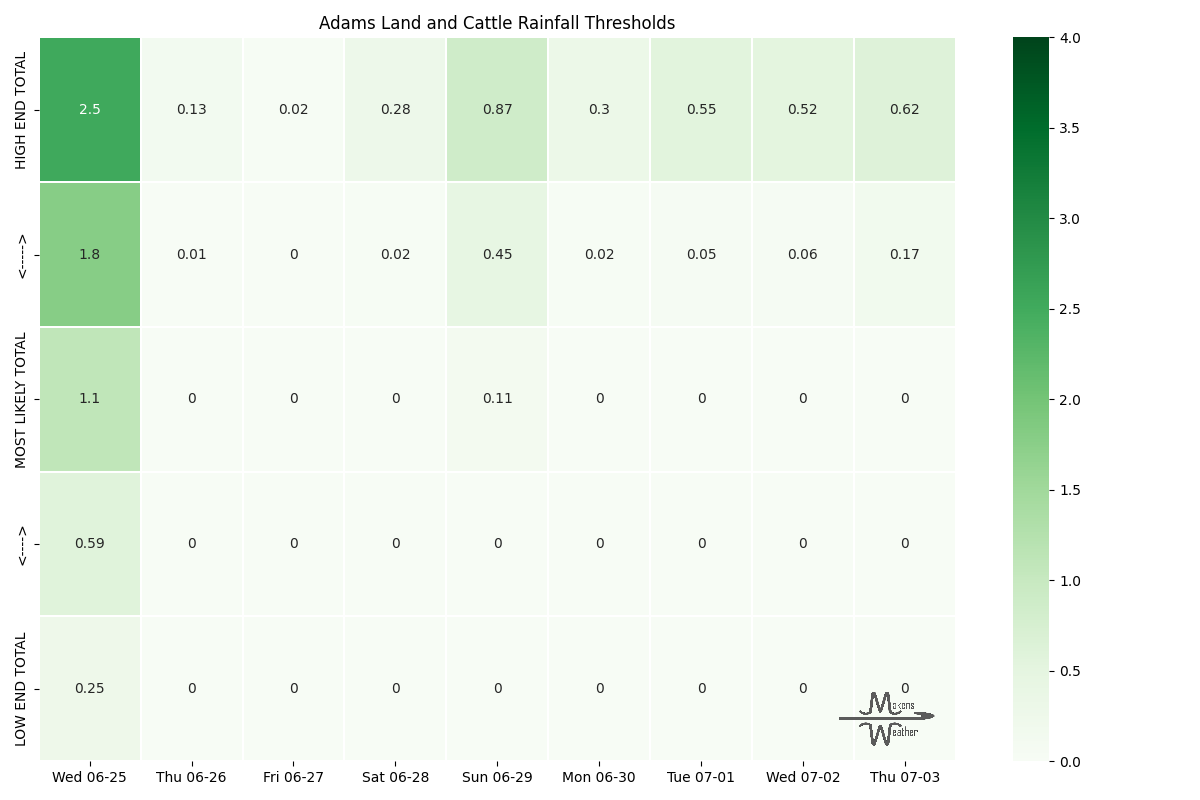 Adams Land and Cattle Rainfall Thresholds
HIGH END TOTAL
2.5 0.13 0.02 0.28 0.87 0.3 0.55 0.52 0.62
<----->
1.8 0.01 0 0.02 0.45 0.02 0.05 0.06 0.17
MOST LIKELY TOTAL
1.1 0 0 0 0.11 0 0 0 0
<---->
0.59 0 0 0 0 0 0 0 0
LOW END TOTAL
0.25 0 0 0 0 0 0 0 0
Makens
Weather
Wed 06-25 Thu 06-26 Fri 06-27 Sat 06-28 Sun 06-29 Mon 06-30 Tue 07-01 Wed 07-02 Thu 07-03
4.0
3.5
3.0
2.5
2.0
1.5
1.0
0.5
0.0